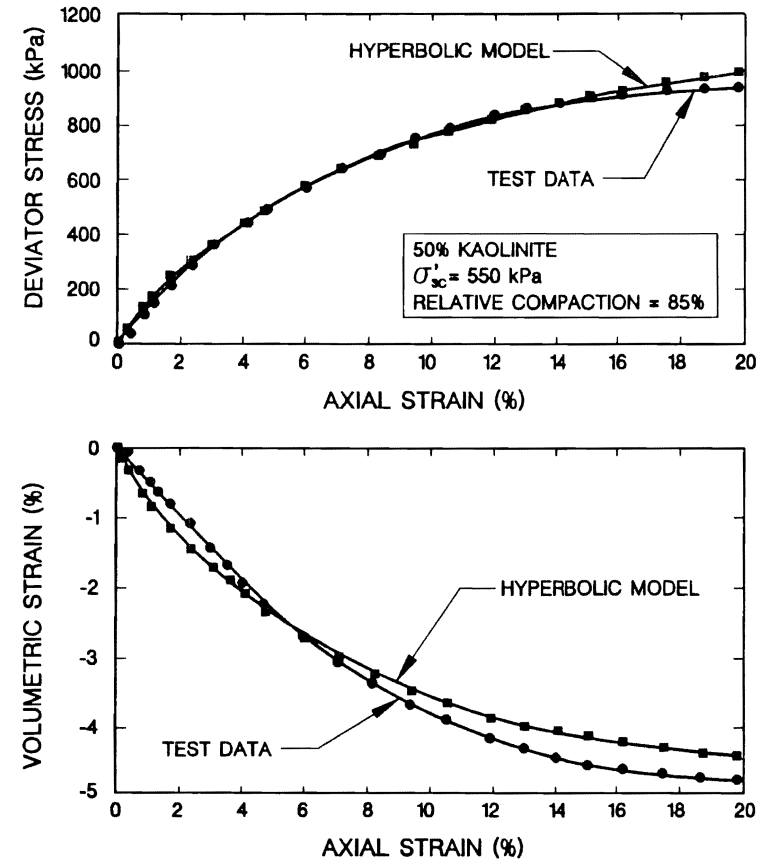 1200
1000
800
600
400
200
0
DEVIATOR STRESS (kPa)
HYPERBOLIC MODEL
TEST DATA
50% KAOLINITE
σ'3C = 550 kPa
RELATIVE COMPACTION = 85%
0 2 4 6 8 10 12 14 16 18 20
AXIAL STRAIN (%)
0
-1
-2
-3
-4
-5
VOLUMETRIC STRAIN (%)
HYPERBOLIC MODEL
TEST DATA
0 2 4 6 8 10 12 14 16 18 20
AXIAL STRAIN (%)